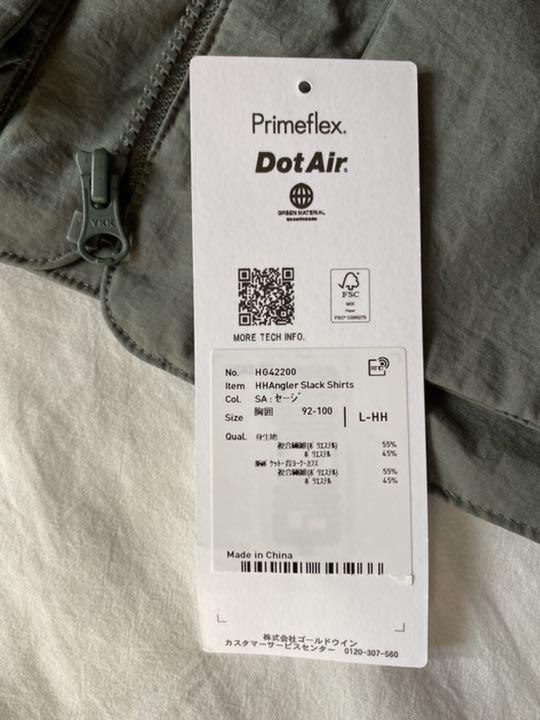 Primeflex®
DotAir®
GREEN MATERIAL
FSC
MIX
Paper
MORE TECH INFO.
RFID
No. HG42200
Item HHAngler Slack Shirts
Col. SA:セージ
Size 胸囲 92-100 L-HH
Qual. 身生地
複合繊維(ポリエステル) 55%
ポリエステル 45%
複合繊維(ポリエステル) 55%
ポリエステル 45%
Made in China
株式会社ゴールドウイン
カスタマーサービスセンター 0120-307-560
YKK